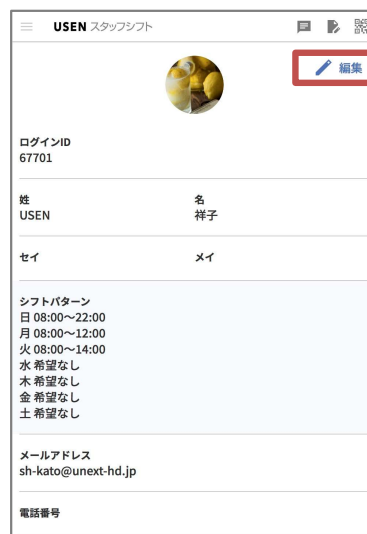 USEN スタッフシフト
編集
ログインID
67701
姓 名
USEN 祥子
セイ メイ
シフトパターン
日 08:00〜22:00
月 08:00〜12:00
火 08:00〜14:00
水 希望なし
木 希望なし
金 希望なし
土 希望なし
メールアドレス
sh-kato@unext-hd.jp
電話番号